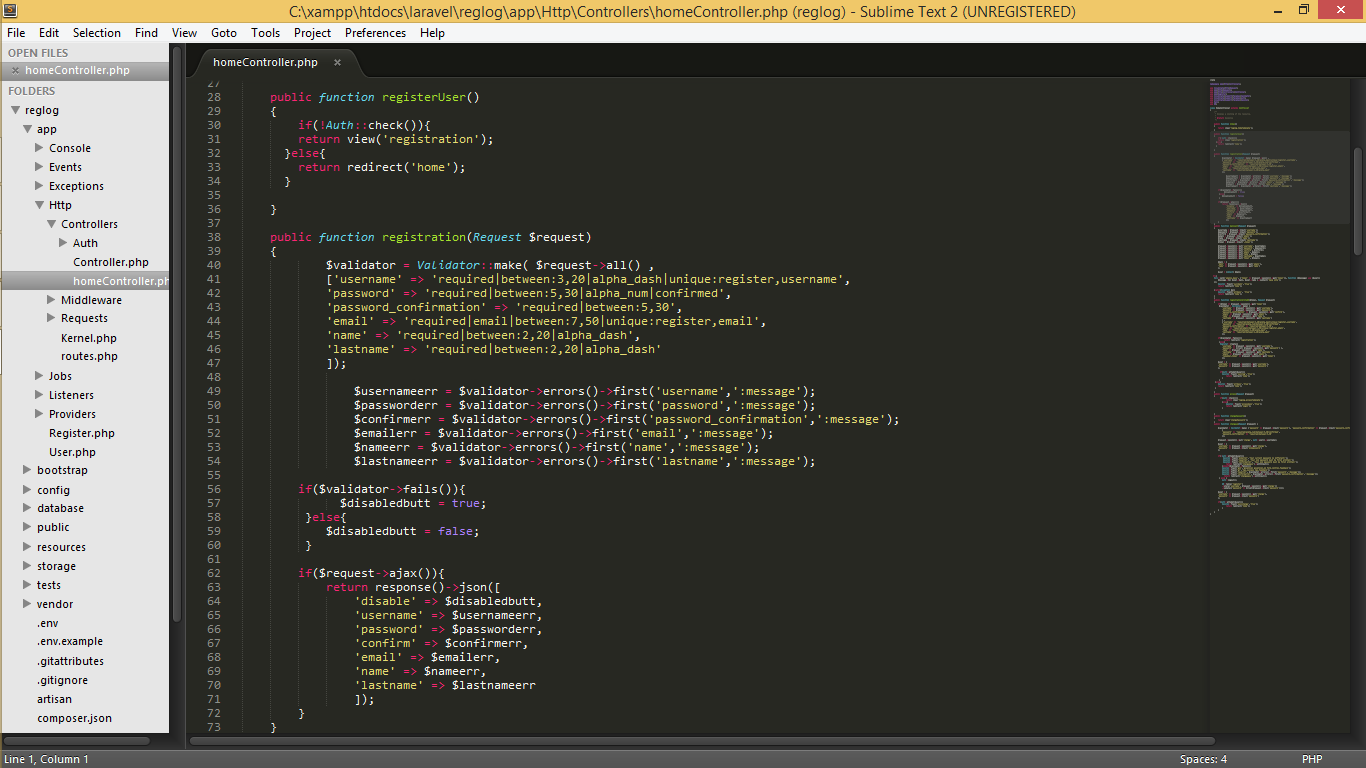 C:\xampp\htdocs\laravel\reglog\app\Http\Controllers\homeController.php (reglog) - Sublime Text 2 (UNREGISTERED)
File Edit Selection Find View Goto Tools Project Preferences Help
OPEN FILES
homeController.php
FOLDERS
reglog
app
Console
Events
Exceptions
Http
Controllers
Auth
Controller.php
homeController.ph
Middleware
Requests
Kernel.php
routes.php
Jobs
Listeners
Providers
Register.php
User.php
bootstrap
config
database
public
resources
storage
tests
vendor
.env
.env.example
.gitattributes
.gitignore
artisan
composer.json
homeController.php
27
28 public function registerUser()
29 {
30 if(!Auth::check()){
31 return view('registration');
32 }else{
33 return redirect('home');
34 }
35
36 }
37
38 public function registration(Request $request)
39 {
40 $validator = Validator::make( $request->all() ,
41 ['username' => 'required|between:3,20|alpha_dash|unique:register,username',
42 'password' => 'required|between:5,30|alpha_num|confirmed',
43 'password_confirmation' => 'required|between:5,30',
44 'email' => 'required|email|between:7,50|unique:register,email',
45 'name' => 'required|between:2,20|alpha_dash',
46 'lastname' => 'required|between:2,20|alpha_dash'
47 ]);
48
49 $usernameerr = $validator->errors()->first('username',':message');
50 $passworderr = $validator->errors()->first('password',':message');
51 $confirmerr = $validator->errors()->first('password_confirmation',':message');
52 $emailerr = $validator->errors()->first('email',':message');
53 $nameerr = $validator->errors()->first('name',':message');
54 $lastnameerr = $validator->errors()->first('lastname',':message');
55
56 if($validator->fails()){
57 $disabledbutt = true;
58 }else{
59 $disabledbutt = false;
60 }
61
62 if($request->ajax()){
63 return response()->json([
64 'disable' => $disabledbutt,
65 'username' => $usernameerr,
66 'password' => $passworderr,
67 'confirm' => $confirmerr,
68 'email' => $emailerr,
69 'name' => $nameerr,
70 'lastname' => $lastnameerr
71 ]);
72 }
73 }
Line 1, Column 1
Spaces: 4
PHP